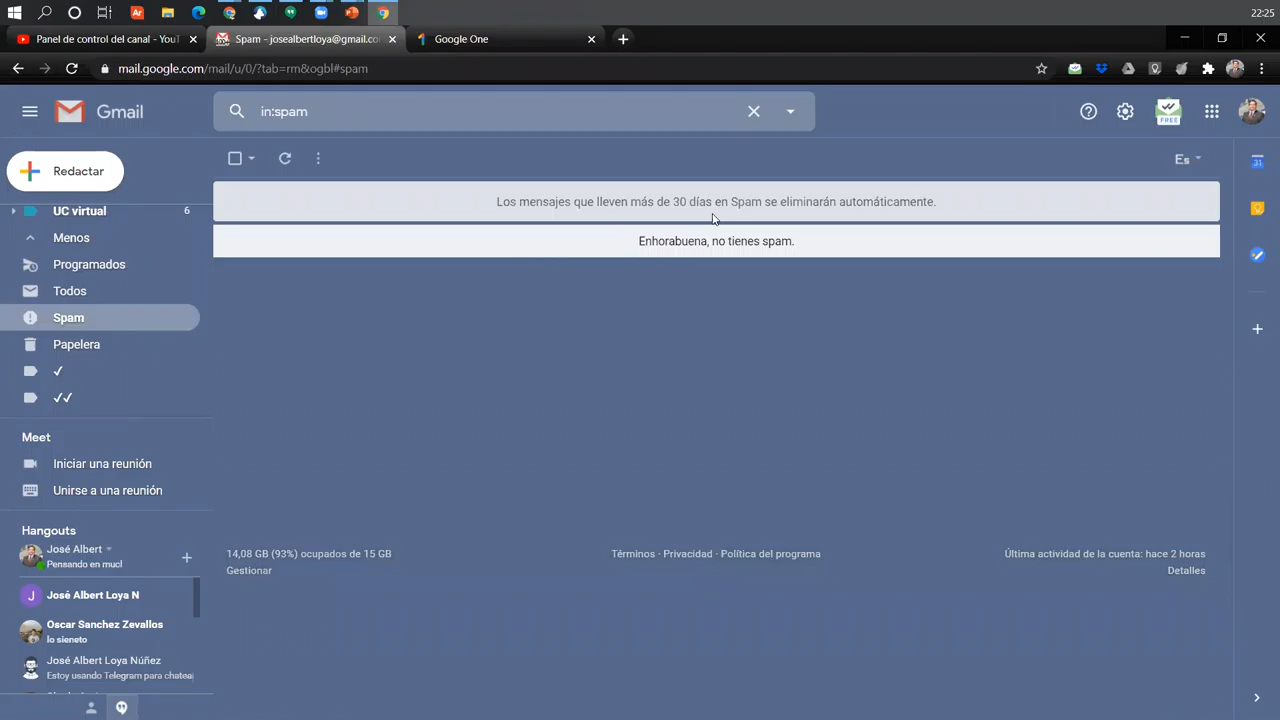 22:25
Panel de control del canal - YouT
Spam - josealbertloya@gmail.co
Google One
mail.google.com/mail/u/0/?tab=rm&ogbl#spam
Gmail
in:spam
FREE
Redactar
Es
UC virtual 6
Los mensajes que lleven más de 30 días en Spam se eliminarán automáticamente.
Enhorabuena, no tienes spam.
Menos
Programados
Todos
Spam
Papelera
✓
✓✓
Meet
Iniciar una reunión
Unirse a una reunión
Hangouts
José Albert
Pensando en mucl
J José Albert Loya N
Oscar Sanchez Zevallos
lo sieneto
José Albert Loya Núñez
Estoy usando Telegram para chatea
14,08 GB (93%) ocupados de 15 GB
Gestionar
Términos · Privacidad · Política del programa
Última actividad de la cuenta: hace 2 horas
Detalles
31